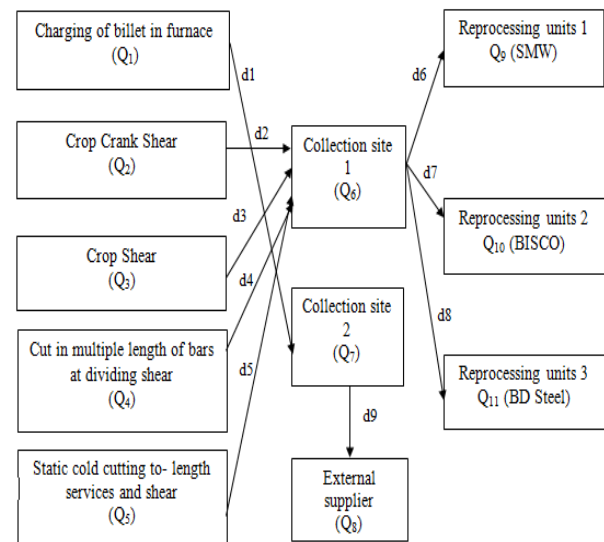 Charging of billet in furnace
(Q1)
Crop Crank Shear
(Q2)
Crop Shear
(Q3)
Cut in multiple length of bars
at dividing shear
(Q4)
Static cold cutting to- length
services and shear
(Q5)
d1
d2
d3
d4
d5
Collection site
1
(Q6)
Collection site
2
(Q7)
d9
External
supplier
(Q8)
d6
d7
d8
Reprocessing units 1
Q9 (SMW)
Reprocessing units 2
Q10 (BISCO)
Reprocessing units 3
Q11 (BD Steel)